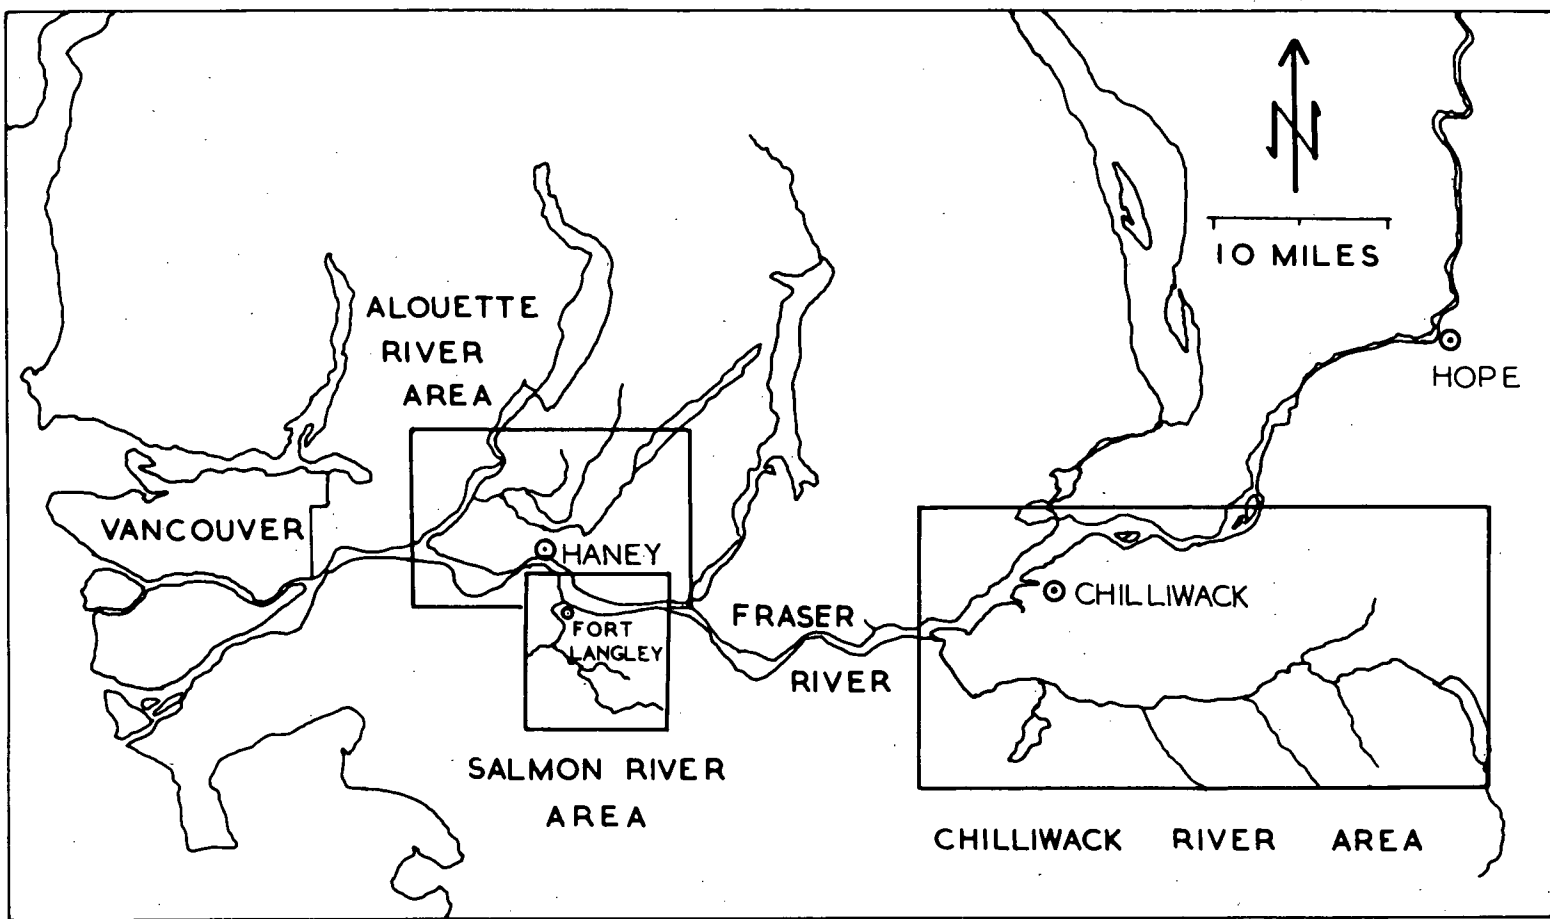 N
10 MILES
ALOUETTE
RIVER
AREA
HOPE
VANCOUVER
HANEY
CHILLIWACK
FRASER
RIVER
FORT
LANGLEY
SALMON RIVER
AREA
CHILLIWACK RIVER AREA